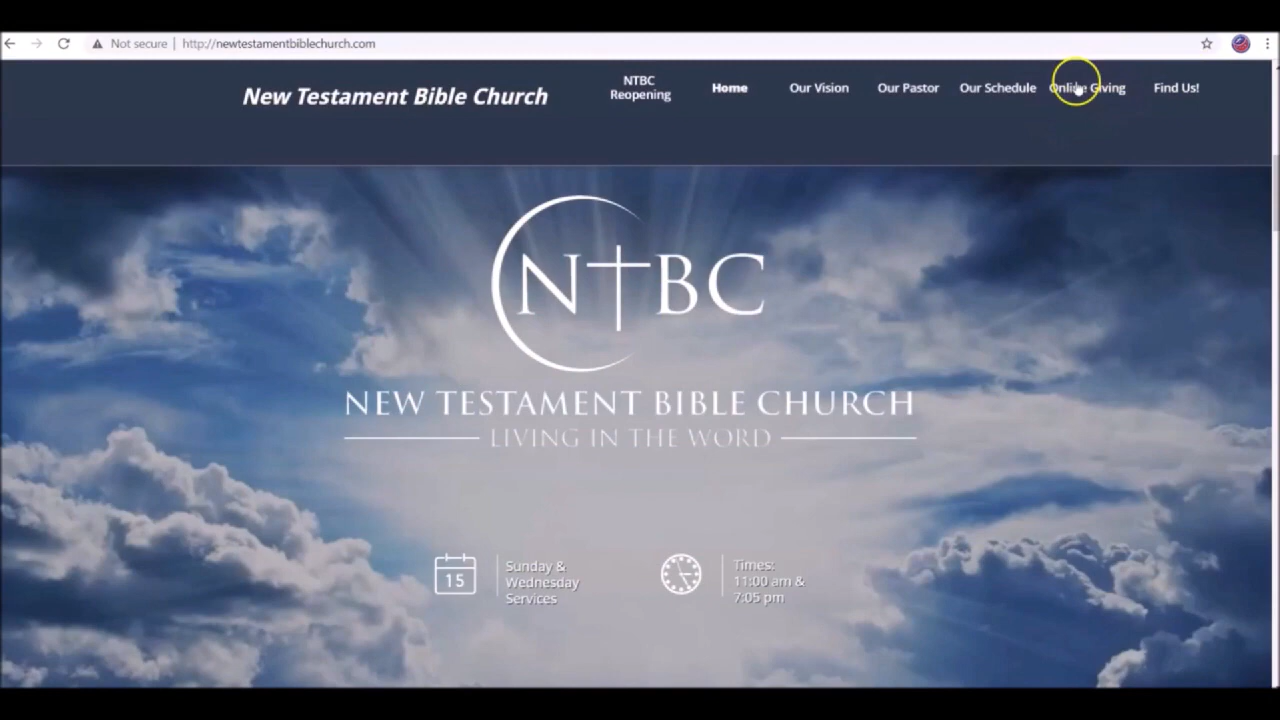 Not secure | http://newtestamentbiblechurch.com
New Testament Bible Church
NTBC
Reopening
Home
Our Vision
Our Pastor
Our Schedule
Online Giving
Find Us!
NTBC
NEW TESTAMENT BIBLE CHURCH
LIVING IN THE WORD
15
Sunday &
Wednesday
Services
Times:
11:00 am &
7:05 pm